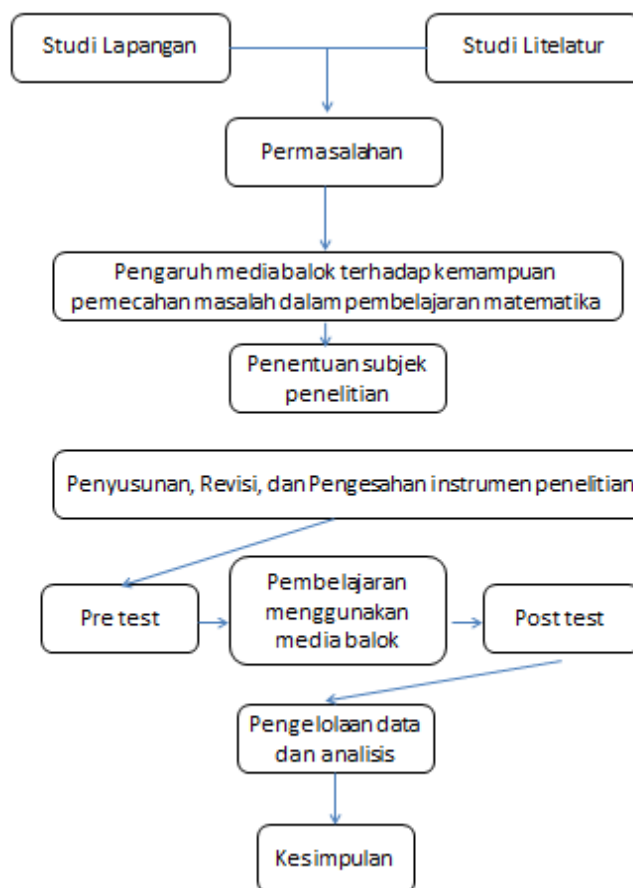 Studi Lapangan
Studi Litelatur
Permasalahan
Pengaruh media balok terhadap kemampuan
pemecahan masalah dalam pembelajaran matematika
Penentuan subjek
penelitian
Penyusunan, Revisi, dan Pengesahan instrumen penelitian
Pre test
Pembelajaran
menggunakan
media balok
Post test
Pengelolaan data
dan analisis
Kesimpulan